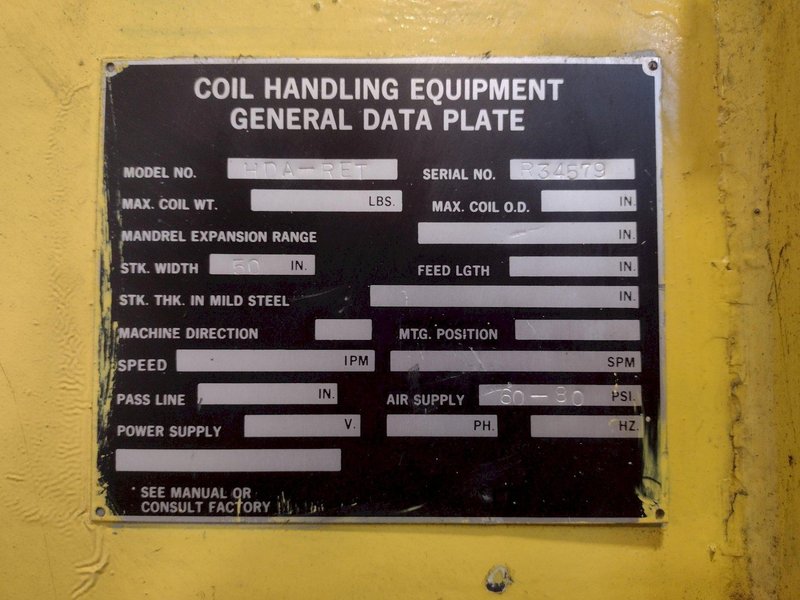 COIL HANDLING EQUIPMENT
GENERAL DATA PLATE
MODEL NO. HDA-RET SERIAL NO. R34579
MAX. COIL WT. LBS. MAX. COIL O.D. IN.
MANDREL EXPANSION RANGE IN.
STK. WIDTH 60 IN. FEED LGTH IN.
STK. THK. IN MILD STEEL IN.
MACHINE DIRECTION MTG. POSITION
SPEED IPM SPM
PASS LINE IN. AIR SUPPLY 60-80 PSI.
POWER SUPPLY V. PH. HZ.
SEE MANUAL OR
CONSULT FACTORY